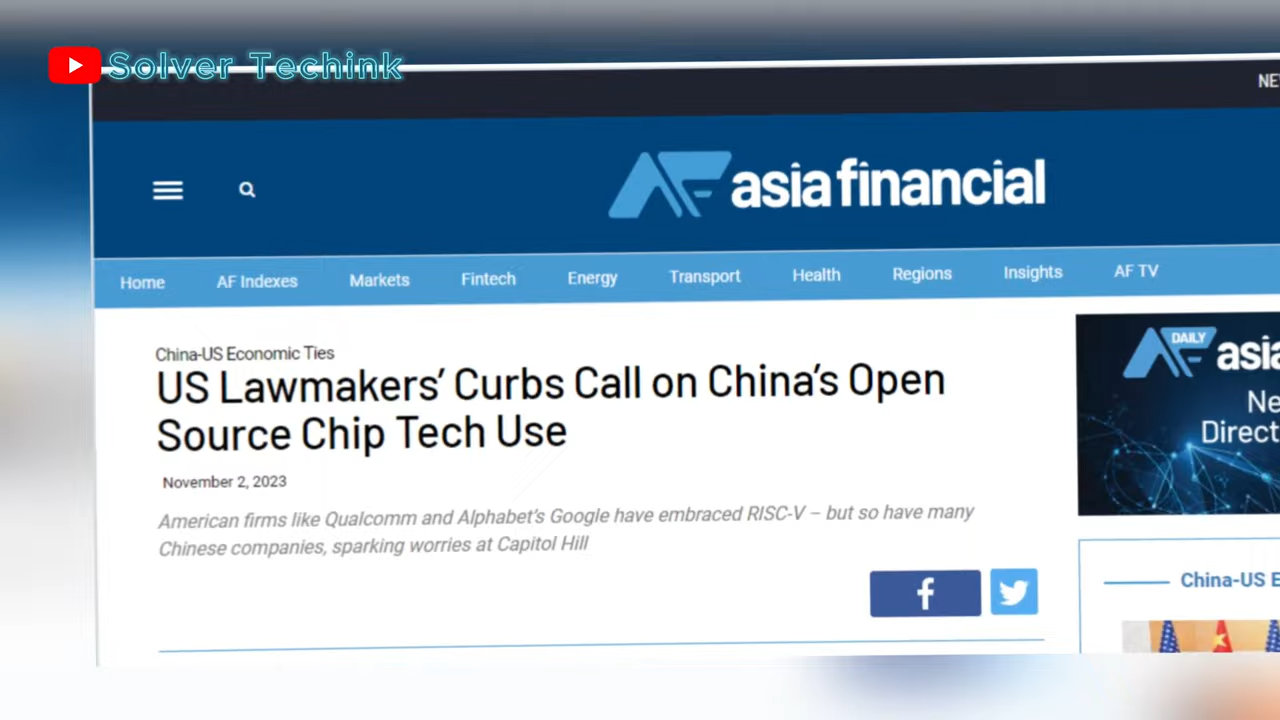 Solver Techink
asia financial
Home AF Indexes Markets Fintech Energy Transport Health Regions Insights AF TV
China-US Economic Ties
US Lawmakers’ Curbs Call on China’s Open
Source Chip Tech Use
November 2, 2023
American firms like Qualcomm and Alphabet’s Google have embraced RISC-V – but so have many
Chinese companies, sparking worries at Capitol Hill
DAILY
China-US